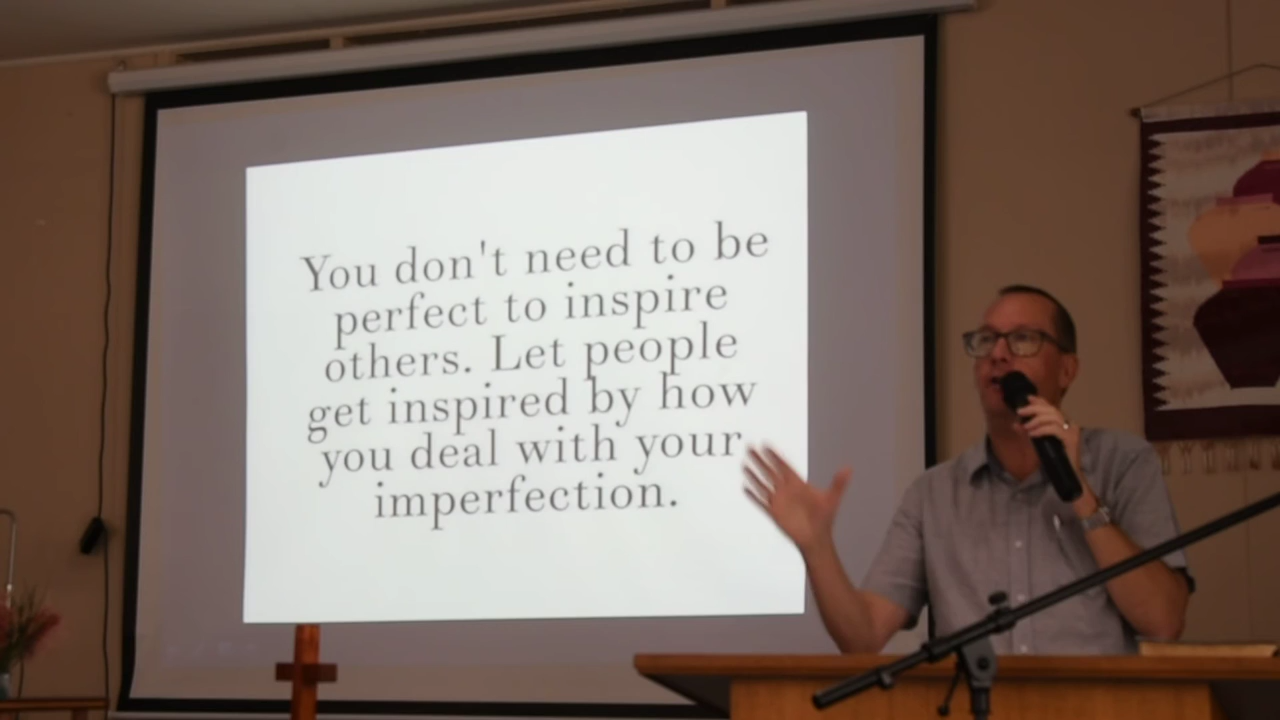 You don't need to be
perfect to inspire
others. Let people
get inspired by how
you deal with your
imperfection.